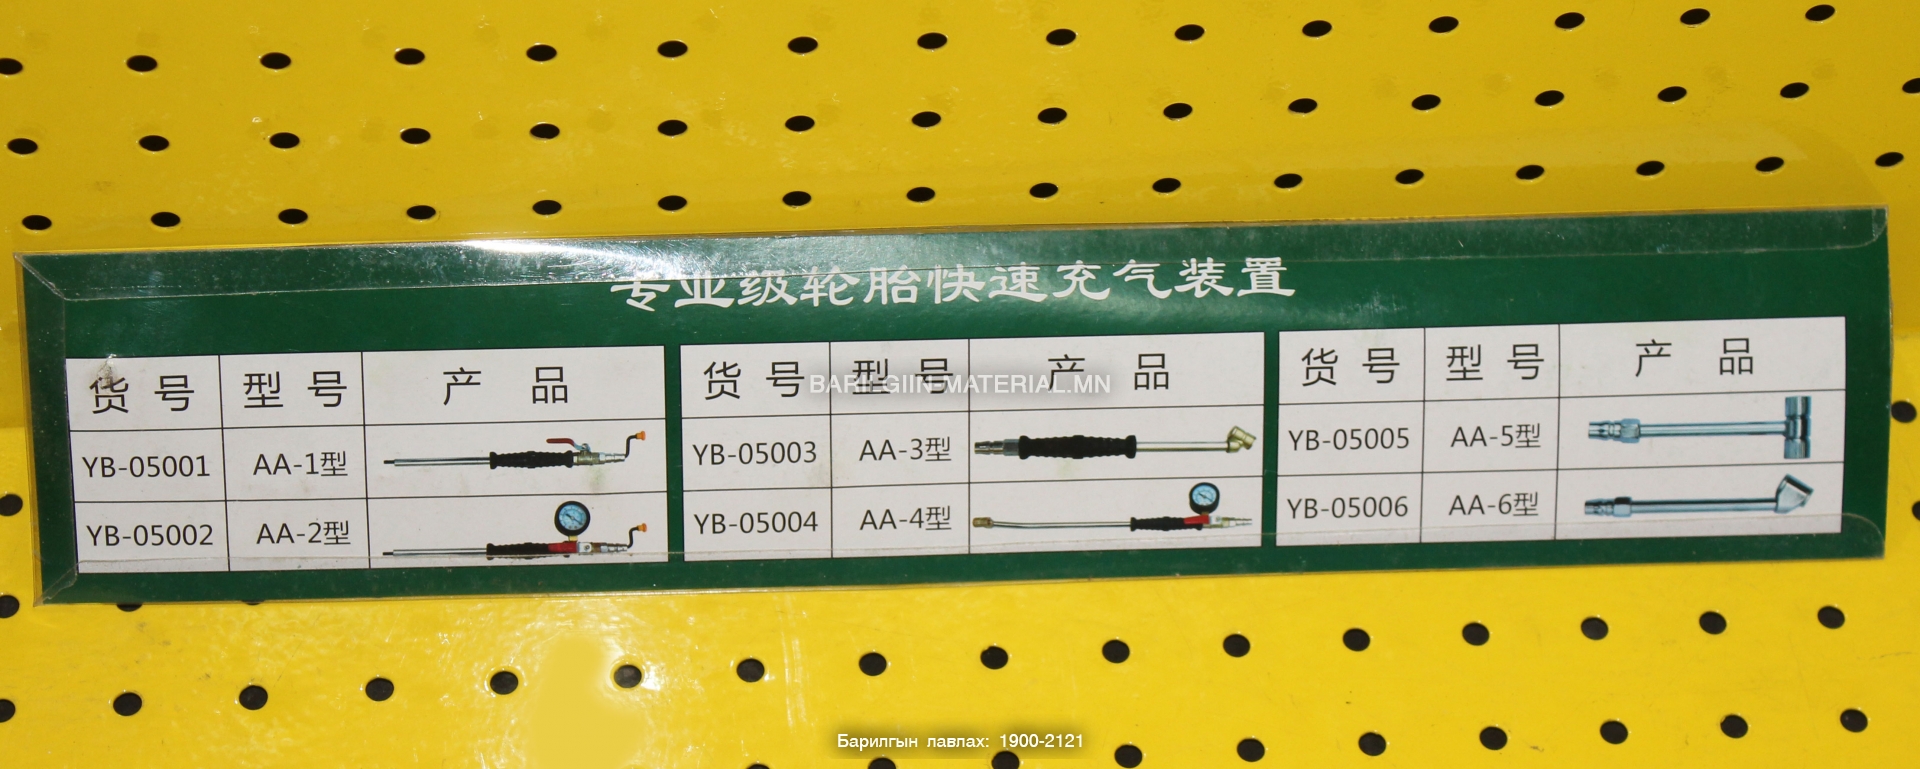 专业级轮胎快速充气装置
货号 型号 产品 货号 型号 产品 货号 型号 产品
YB-05001 AA-1型 YB-05003 AA-3型 YB-05005 AA-5型
YB-05002 AA-2型 YB-05004 AA-4型 YB-05006 AA-6型
BARILGIIN-MATERIAL.MN
Барилгын лавлах: 1900-2121